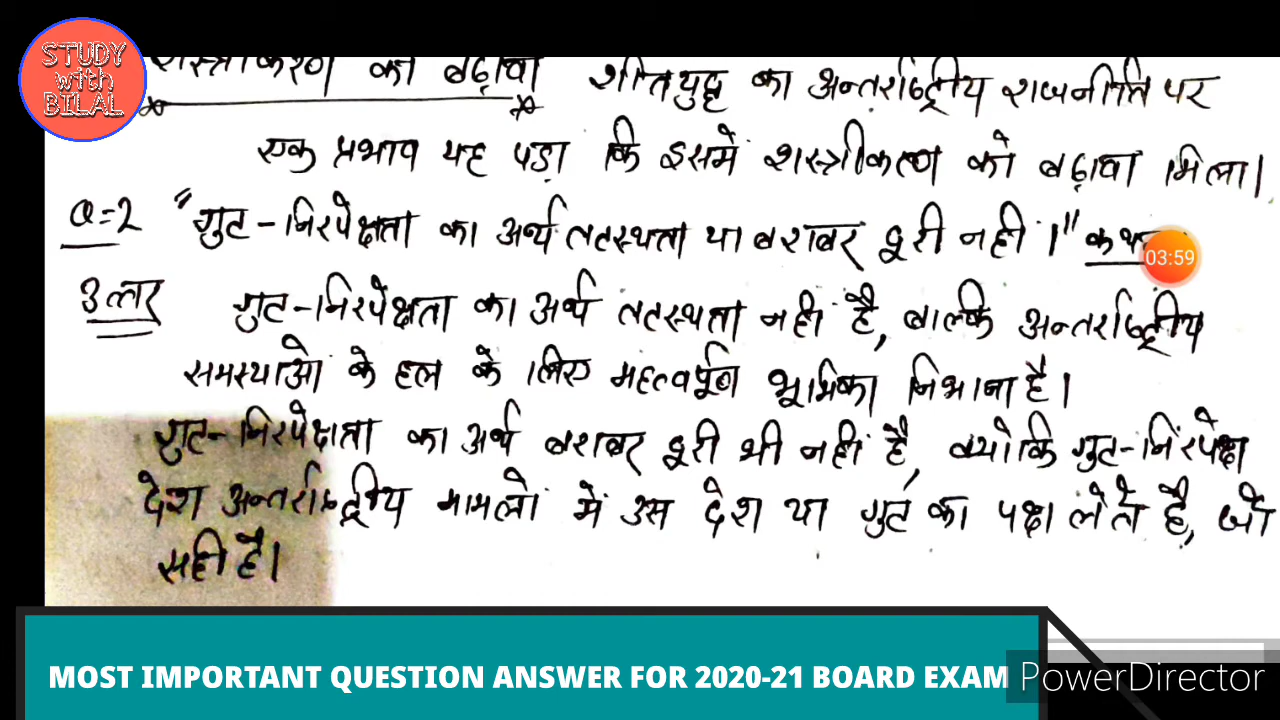 STUDY
with
BILAL
शस्त्रीकरण को बढ़ावा शीतयुद्ध का अन्तर्राष्ट्रीय राजनीति पर
एक प्रभाव यह पड़ा कि इसमें शस्त्रीकरण को बढ़ावा मिला।
Q=2 "गुट-निरपेक्षता का अर्थ तटस्थता या बराबर दूरी नहीं।"
03:59
उत्तर गुट-निरपेक्षता का अर्थ तटस्थता नहीं है, बाल्कि अन्तर्राष्ट्रीय
समस्याओं के हल के लिए महत्वपूर्ण भूमिका निभाना है।
गुट-निरपेक्षता का अर्थ बराबर दूरी भी नहीं है, क्योकि गुट-निरपेक्ष
देश अन्तर्राष्ट्रीय मामलों में उस देश या गुट का पक्ष लेते है, जो
सही है।
MOST IMPORTANT QUESTION ANSWER FOR 2020-21 BOARD EXAM
PowerDirector